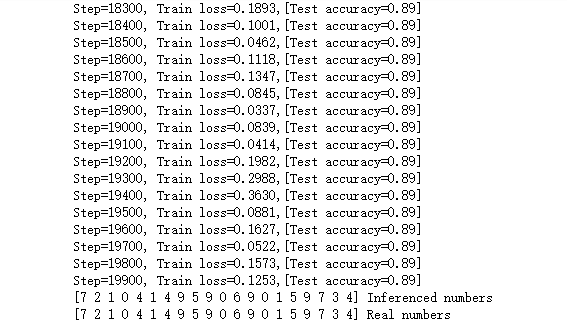 Step=18300, Train loss=0.1893,[Test accuracy=0.89]
Step=18400, Train loss=0.1001,[Test accuracy=0.89]
Step=18500, Train loss=0.0462,[Test accuracy=0.89]
Step=18600, Train loss=0.1118,[Test accuracy=0.89]
Step=18700, Train loss=0.1347,[Test accuracy=0.89]
Step=18800, Train loss=0.0845,[Test accuracy=0.89]
Step=18900, Train loss=0.0337,[Test accuracy=0.89]
Step=19000, Train loss=0.0839,[Test accuracy=0.89]
Step=19100, Train loss=0.0414,[Test accuracy=0.89]
Step=19200, Train loss=0.1982,[Test accuracy=0.89]
Step=19300, Train loss=0.2988,[Test accuracy=0.89]
Step=19400, Train loss=0.3630,[Test accuracy=0.89]
Step=19500, Train loss=0.0881,[Test accuracy=0.89]
Step=19600, Train loss=0.1627,[Test accuracy=0.89]
Step=19700, Train loss=0.0522,[Test accuracy=0.89]
Step=19800, Train loss=0.1573,[Test accuracy=0.89]
Step=19900, Train loss=0.1253,[Test accuracy=0.89]
[7 2 1 0 4 1 4 9 5 9 0 6 9 0 1 5 9 7 3 4] Inferenced numbers
[7 2 1 0 4 1 4 9 5 9 0 6 9 0 1 5 9 7 3 4] Real numbers